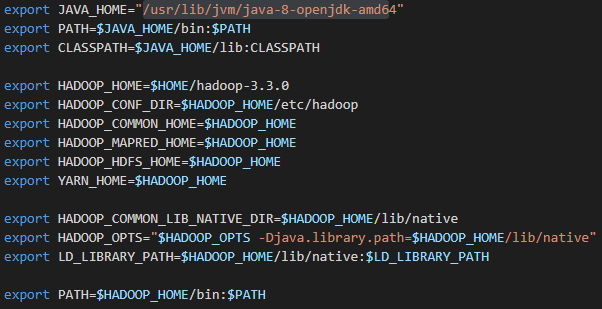 export JAVA_HOME="/usr/lib/jvm/java-8-openjdk-amd64"
export PATH=$JAVA_HOME/bin:$PATH
export CLASSPATH=$JAVA_HOME/lib:CLASSPATH
export HADOOP_HOME=$HOME/hadoop-3.3.0
export HADOOP_CONF_DIR=$HADOOP_HOME/etc/hadoop
export HADOOP_COMMON_HOME=$HADOOP_HOME
export HADOOP_MAPRED_HOME=$HADOOP_HOME
export HADOOP_HDFS_HOME=$HADOOP_HOME
export YARN_HOME=$HADOOP_HOME
export HADOOP_COMMON_LIB_NATIVE_DIR=$HADOOP_HOME/lib/native
export HADOOP_OPTS="$HADOOP_OPTS -Djava.library.path=$HADOOP_HOME/lib/native"
export LD_LIBRARY_PATH=$HADOOP_HOME/lib/native:$LD_LIBRARY_PATH
export PATH=$HADOOP_HOME/bin:$PATH